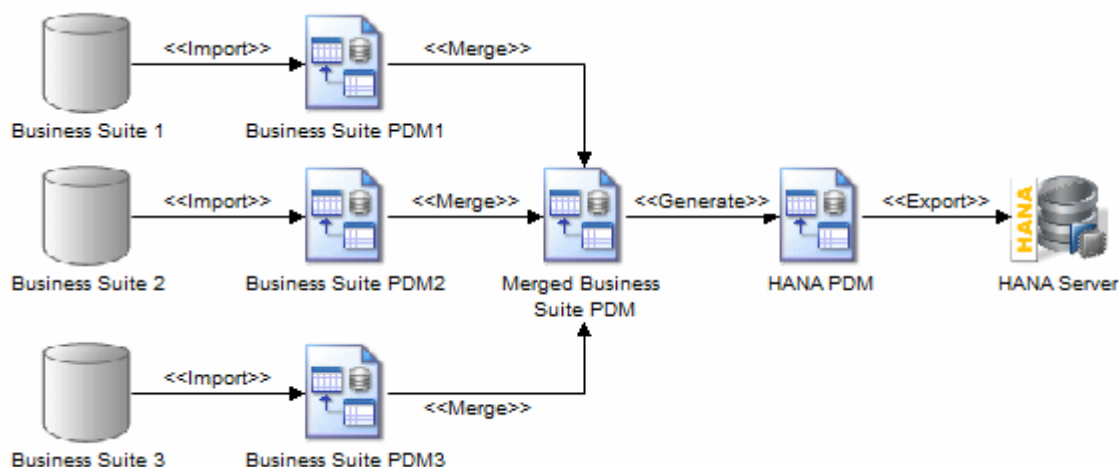 <<Import>>
<<Merge>>
Business Suite 1
Business Suite PDM1
<<Import>>
<<Merge>>
<<Generate>>
<<Export>>
HANA
Business Suite 2
Business Suite PDM2
Merged Business
Suite PDM
HANA PDM
HANA Server
<<Import>>
<<Merge>>
Business Suite 3
Business Suite PDM3